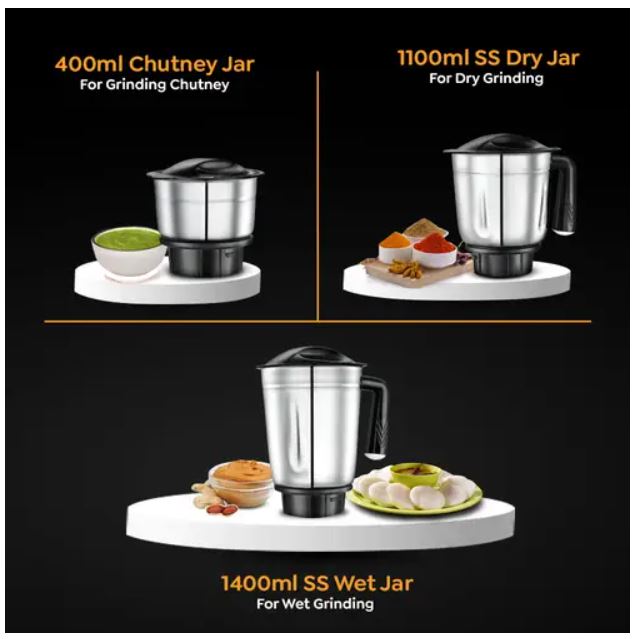 400ml Chutney Jar
For Grinding Chutney
1100ml SS Dry Jar
For Dry Grinding
1400ml SS Wet Jar
For Wet Grinding